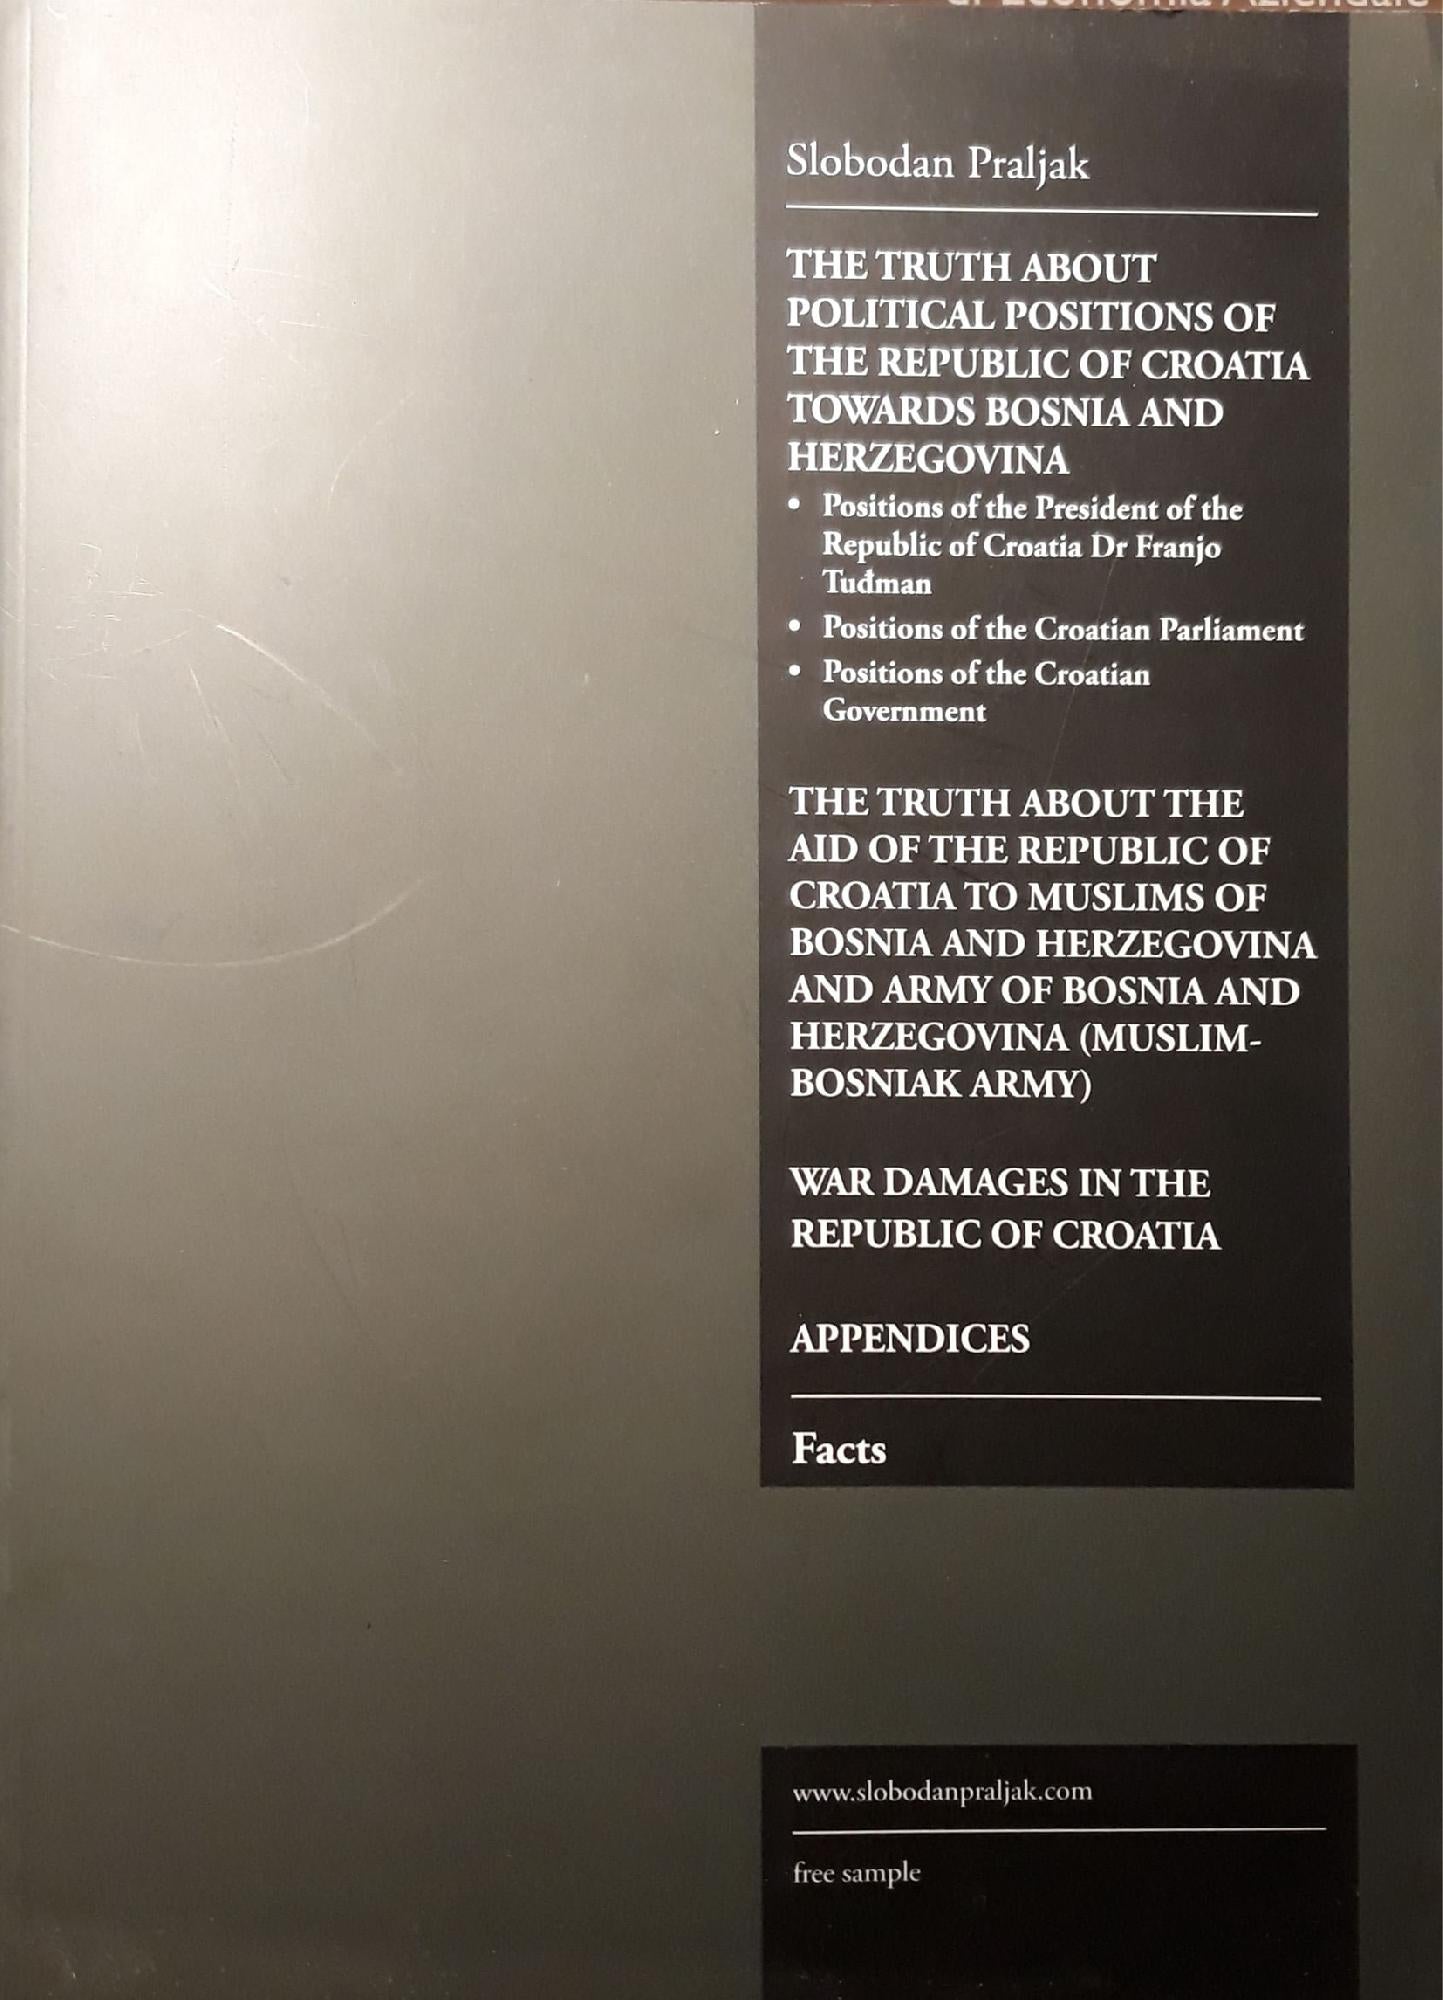 di Economia Aziendale
Slobodan Praljak
THE TRUTH ABOUT
POLITICAL POSITIONS OF
THE REPUBLIC OF CROATIA
TOWARDS BOSNIA AND
HERZEGOVINA
• Positions of the President of the
Republic of Croatia Dr Franjo
Tuđman
• Positions of the Croatian Parliament
• Positions of the Croatian
Government
THE TRUTH ABOUT THE
AID OF THE REPUBLIC OF
CROATIA TO MUSLIMS OF
BOSNIA AND HERZEGOVINA
AND ARMY OF BOSNIA AND
HERZEGOVINA (MUSLIM-
BOSNIAK ARMY)
WAR DAMAGES IN THE
REPUBLIC OF CROATIA
APPENDICES
Facts
www.slobodanpraljak.com
free sample